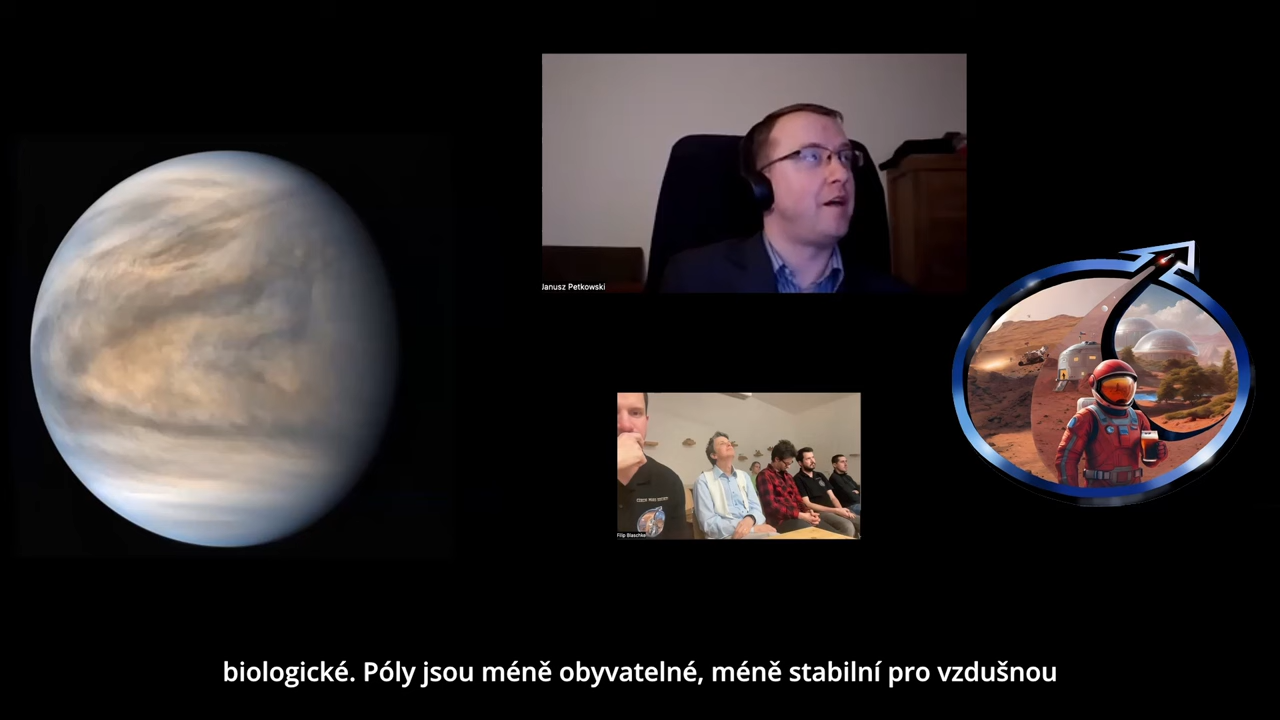 Janusz Petkowski
Filip Blaschke
biologické. Póly jsou méně obyvatelné, méně stabilní pro vzdušnou